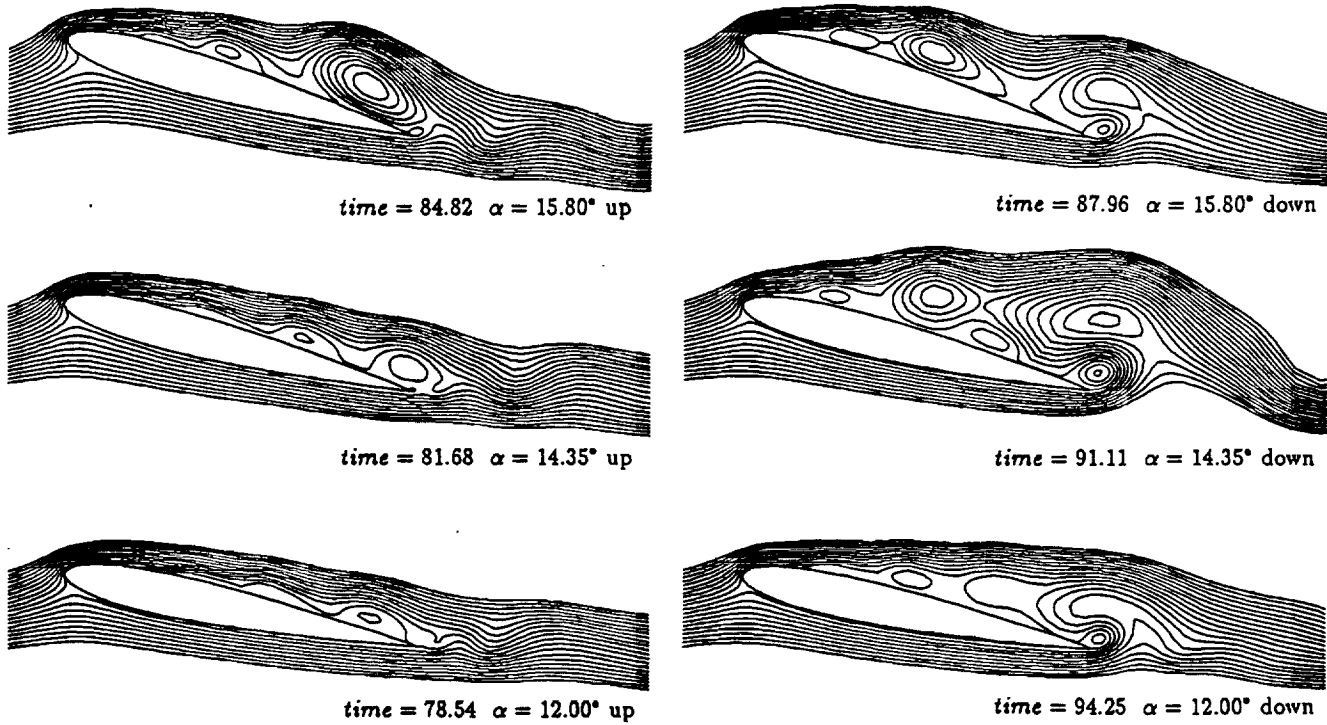 time = 84.82 α = 15.80° up
time = 87.96 α = 15.80° down
time = 81.68 α = 14.35° up
time = 91.11 α = 14.35° down
time = 78.54 α = 12.00° up
time = 94.25 α = 12.00° down